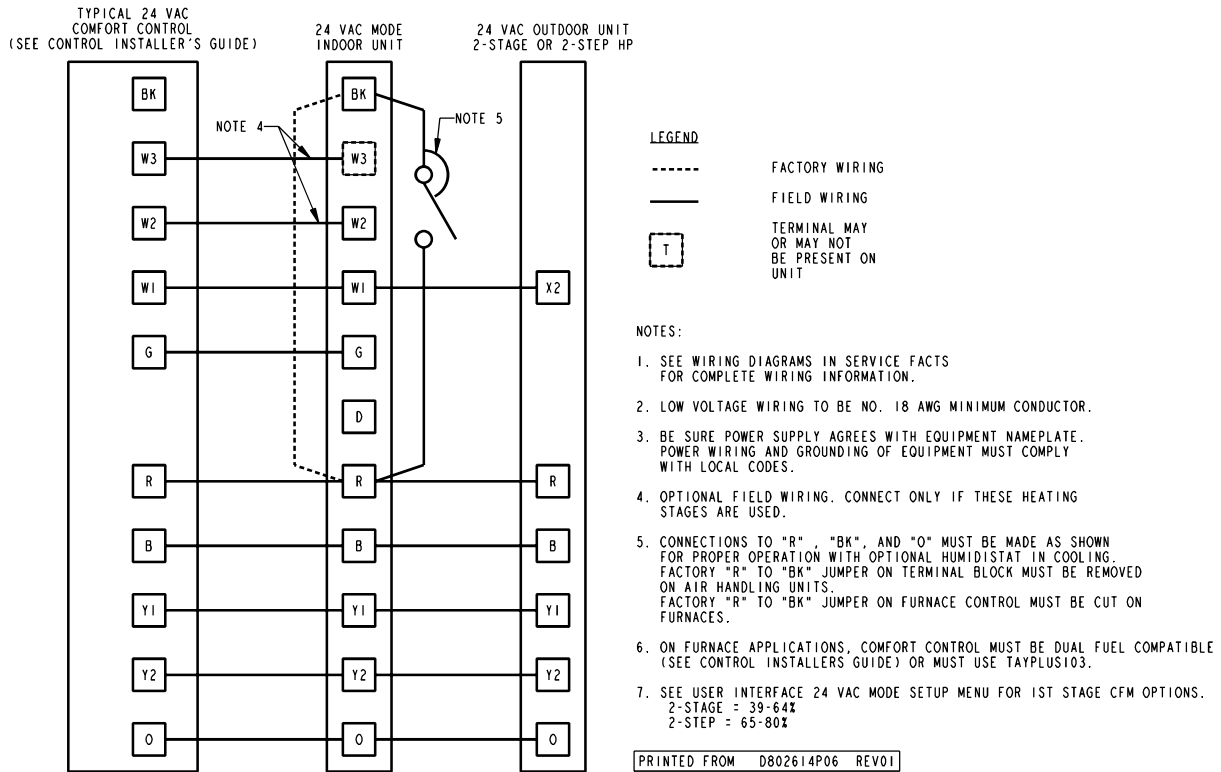 TYPICAL 24 VAC
COMFORT CONTROL
(SEE CONTROL INSTALLER'S GUIDE)
24 VAC MODE
INDOOR UNIT
24 VAC OUTDOOR UNIT
2-STAGE OR 2-STEP HP
BK
BK
NOTE 4
NOTE 5
W3
W3
W2
W2
W1
W1
X2
G
G
D
R
R
R
B
B
B
Y1
Y1
Y1
Y2
Y2
Y2
O
O
O
LEGEND
FACTORY WIRING
FIELD WIRING
T
TERMINAL MAY
OR MAY NOT
BE PRESENT ON
UNIT
NOTES:
1. SEE WIRING DIAGRAMS IN SERVICE FACTS
FOR COMPLETE WIRING INFORMATION.
2. LOW VOLTAGE WIRING TO BE NO. 18 AWG MINIMUM CONDUCTOR.
3. BE SURE POWER SUPPLY AGREES WITH EQUIPMENT NAMEPLATE.
POWER WIRING AND GROUNDING OF EQUIPMENT MUST COMPLY
WITH LOCAL CODES.
4. OPTIONAL FIELD WIRING. CONNECT ONLY IF THESE HEATING
STAGES ARE USED.
5. CONNECTIONS TO "R" , "BK", AND "O" MUST BE MADE AS SHOWN
FOR PROPER OPERATION WITH OPTIONAL HUMIDISTAT IN COOLING.
FACTORY "R" TO "BK" JUMPER ON TERMINAL BLOCK MUST BE REMOVED
ON AIR HANDLING UNITS.
FACTORY "R" TO "BK" JUMPER ON FURNACE CONTROL MUST BE CUT ON
FURNACES.
6. ON FURNACE APPLICATIONS, COMFORT CONTROL MUST BE DUAL FUEL COMPATIBLE
(SEE CONTROL INSTALLERS GUIDE) OR MUST USE TAYPLUS103.
7. SEE USER INTERFACE 24 VAC MODE SETUP MENU FOR 1ST STAGE CFM OPTIONS.
2-STAGE = 39-64%
2-STEP = 65-80%
PRINTED FROM D802614P06 REV01